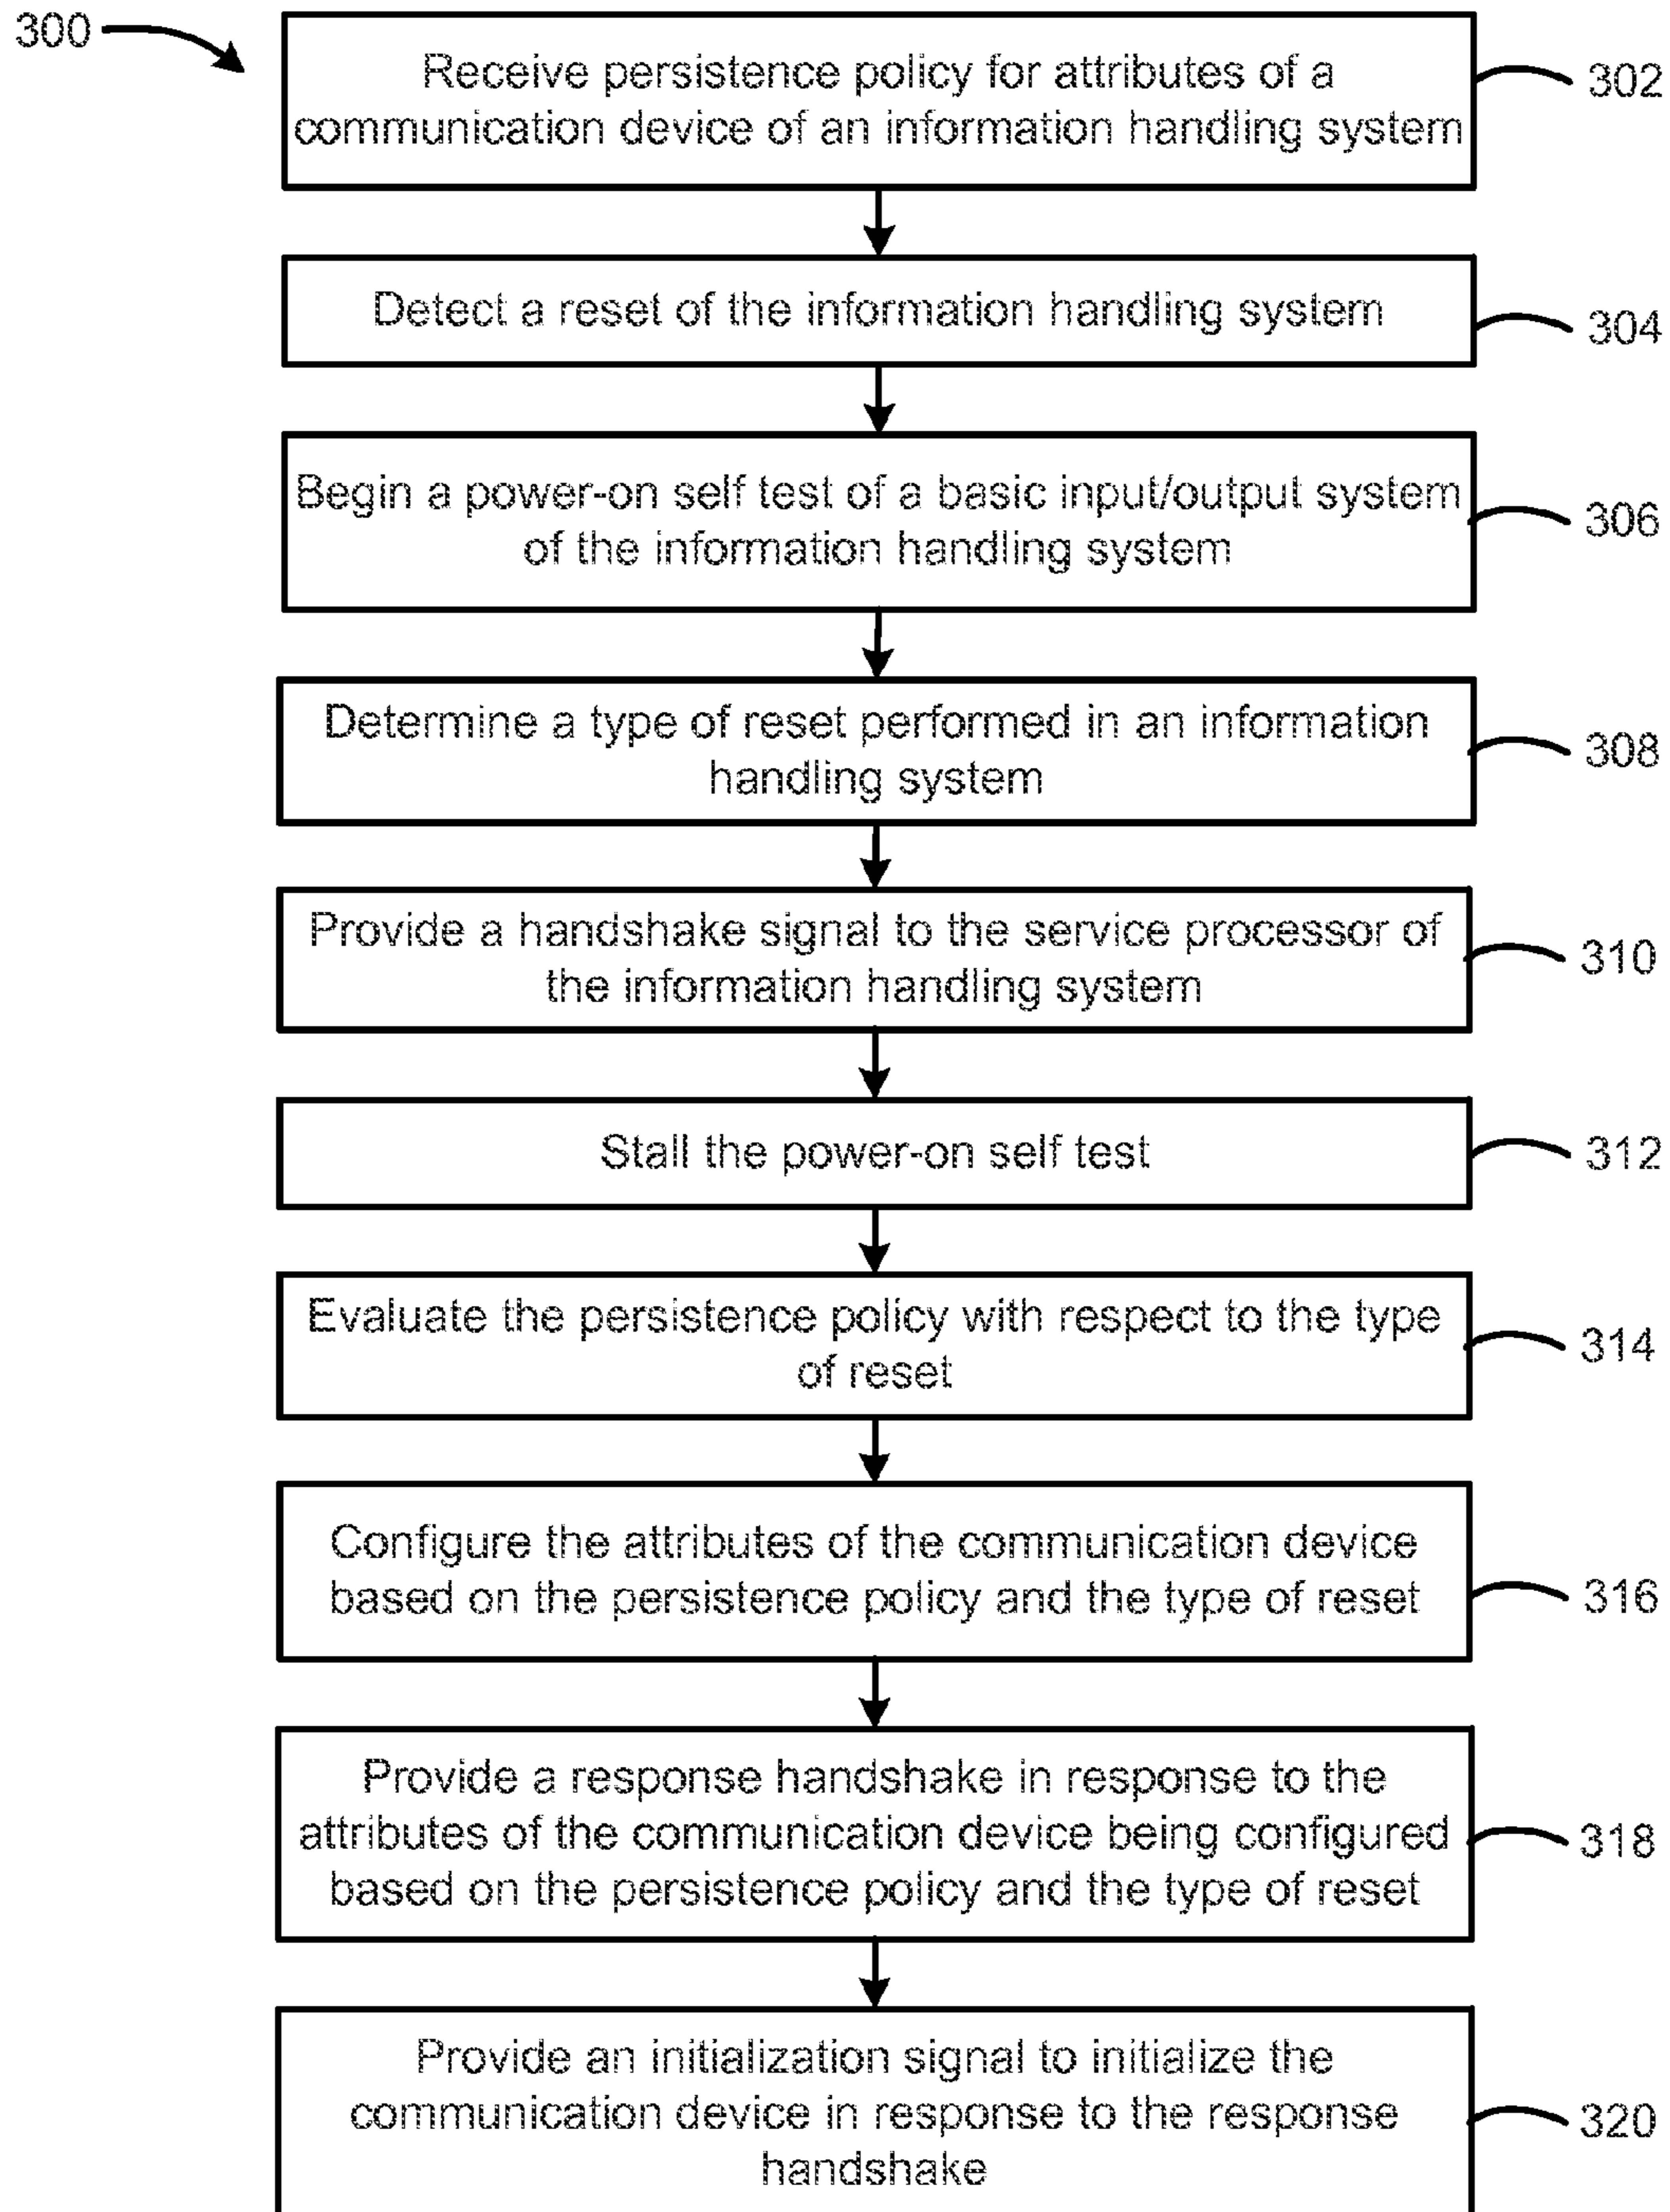 300
Receive persistence policy for attributes of a
communication device of an information handling system
302
Detect a reset of the information handling system
304
Begin a power-on self test of a basic input/output system
of the information handling system
306
Determine a type of reset performed in an information
handling system
308
Provide a handshake signal to the service processor of
the information handling system
310
Stall the power-on self test
312
Evaluate the persistence policy with respect to the type
of reset
314
Configure the attributes of the communication device
based on the persistence policy and the type of reset
316
Provide a response handshake in response to the
attributes of the communication device being configured
based on the persistence policy and the type of reset
318
Provide an initialization signal to initialize the
communication device in response to the response
handshake
320